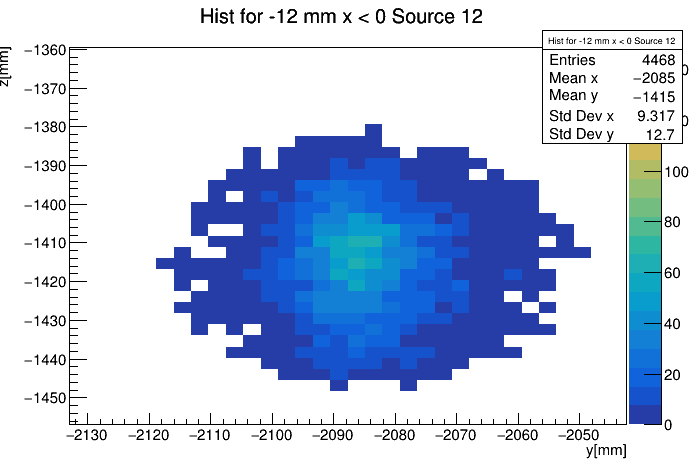 Hist for -12 mm x < 0 Source 12
Hist for -12 mm x < 0 Source 12
Entries 4468
Mean x −2085
Mean y −1415
Std Dev x 9.317
Std Dev y 12.7
z[mm]
−1360
−1370
−1380
−1390
−1400
−1410
−1420
−1430
−1440
−1450
−2130 −2120 −2110 −2100 −2090 −2080 −2070 −2060 −2050
y[mm]
100
80
60
40
20
0